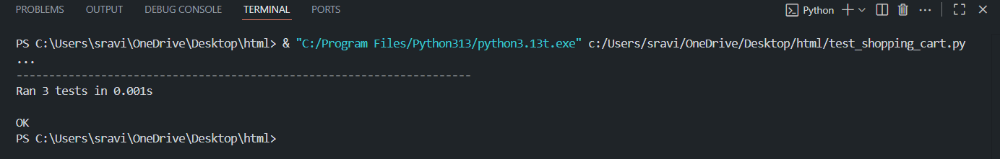 PROBLEMS OUTPUT DEBUG CONSOLE TERMINAL PORTS Python
PS C:\Users\sravi\OneDrive\Desktop\html> & "C:/Program Files/Python313/python3.13t.exe" c:/Users/sravi/OneDrive/Desktop/html/test_shopping_cart.py
...
----------------------------------------------------------------------
Ran 3 tests in 0.001s
OK
PS C:\Users\sravi\OneDrive\Desktop\html>